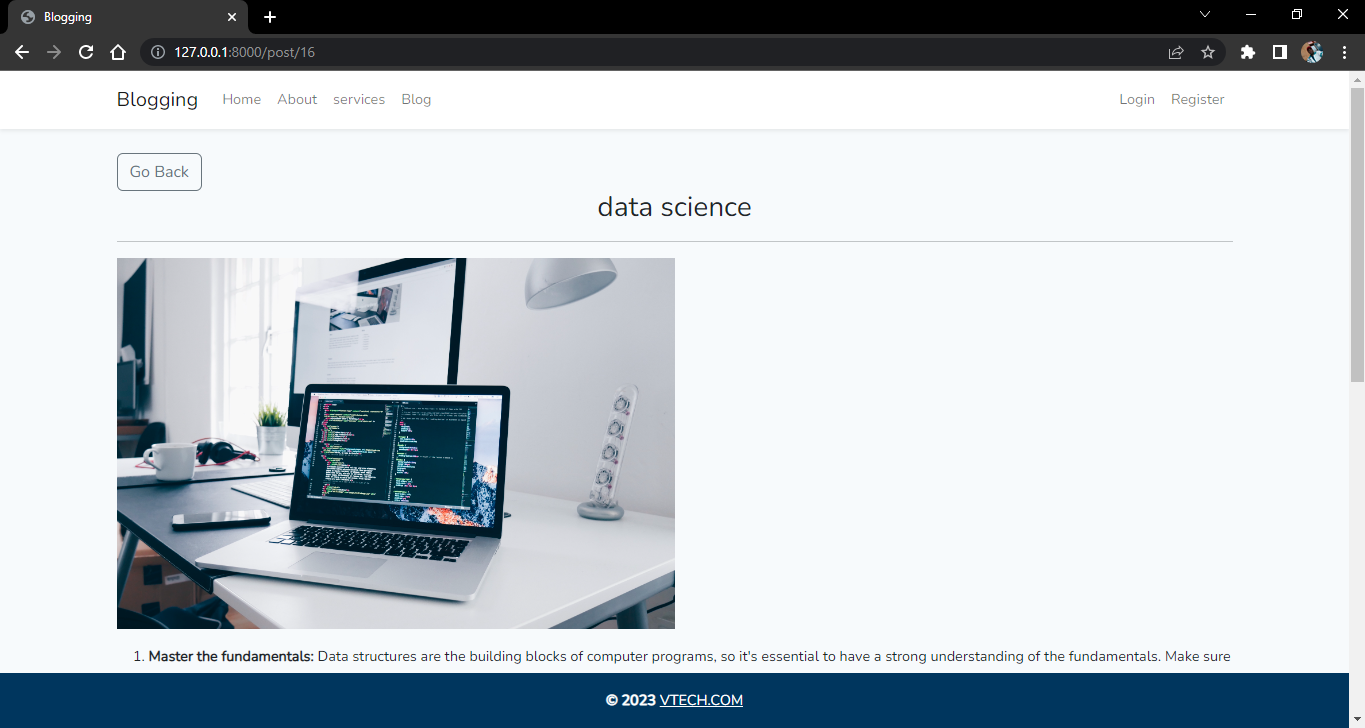 Blogging
127.0.0.1:8000/post/16
Blogging Home About services Blog Login Register
Go Back
data science
1. Master the fundamentals: Data structures are the building blocks of computer programs, so it's essential to have a strong understanding of the fundamentals. Make sure
© 2023 VTECH.COM